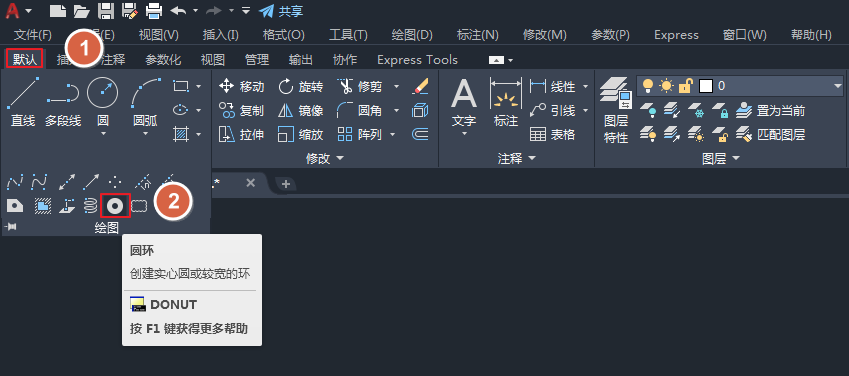 A 共享
文件(F) (E) 视图(V) 插入(I) 格式(O) 工具(T) 绘图(D) 标注(N) 修改(M) 参数(P) Express 窗口(W) 帮助(H)
默认 1 注释 参数化 视图 管理 输出 协作 Express Tools
移动 旋转 修剪 线性 0
直线 多段线 圆 圆弧 复制 镜像 圆角 文字 标注 引线 图层特性 置为当前
拉伸 缩放 阵列 表格 匹配图层
修改 注释 图层
.*
2
绘图
圆环
创建实心圆或较宽的环
DONUT
按 F1 键获得更多帮助